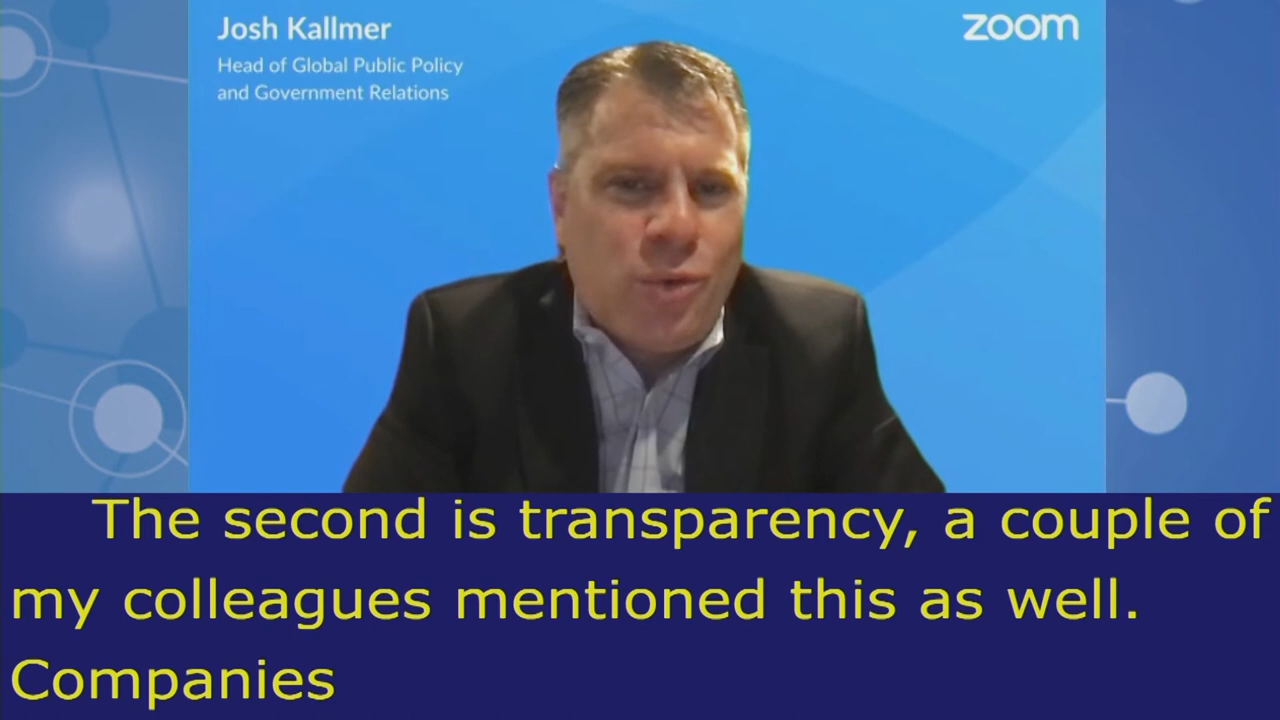 Josh Kallmer
Head of Global Public Policy
and Government Relations
zoom
The second is transparency, a couple of
my colleagues mentioned this as well.
Companies